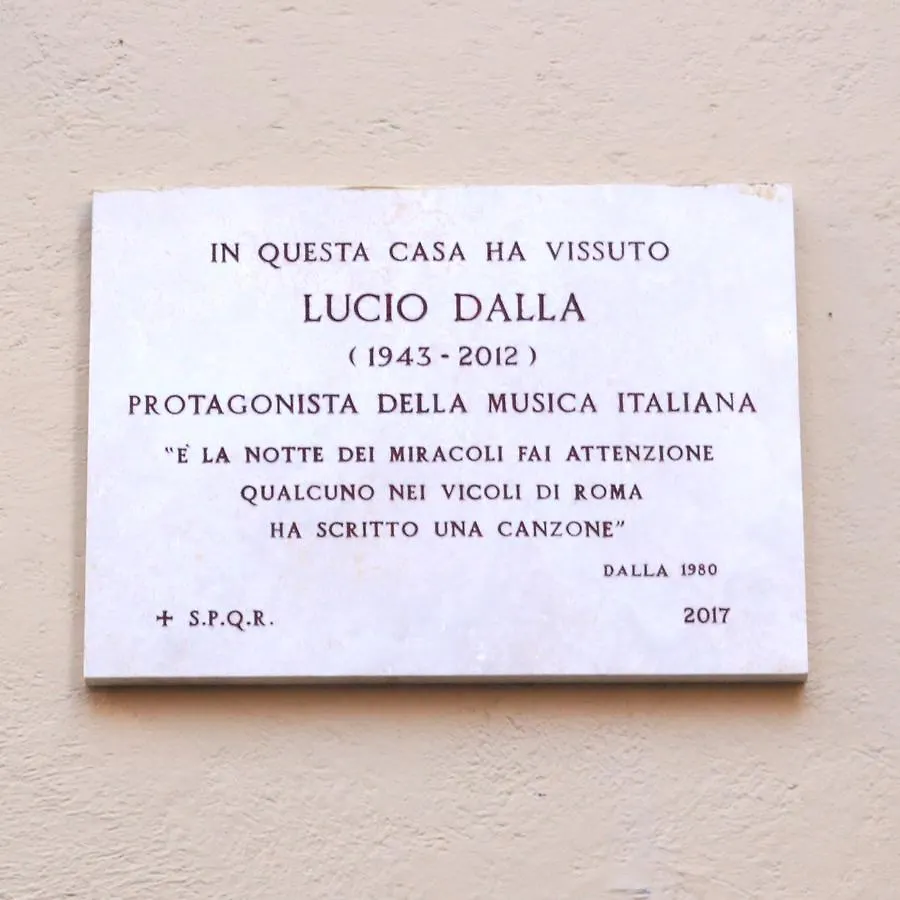 IN QUESTA CASA HA VISSUTO
LUCIO DALLA
(1943-2012)
PROTAGONISTA DELLA MUSICA ITALIANA
"È LA NOTTE DEI MIRACOLI FAI ATTENZIONE
QUALCUNO NEI VICOLI DI ROMA
HA SCRITTO UNA CANZONE"
DALLA 1980
✠ S.P.Q.R. 2017